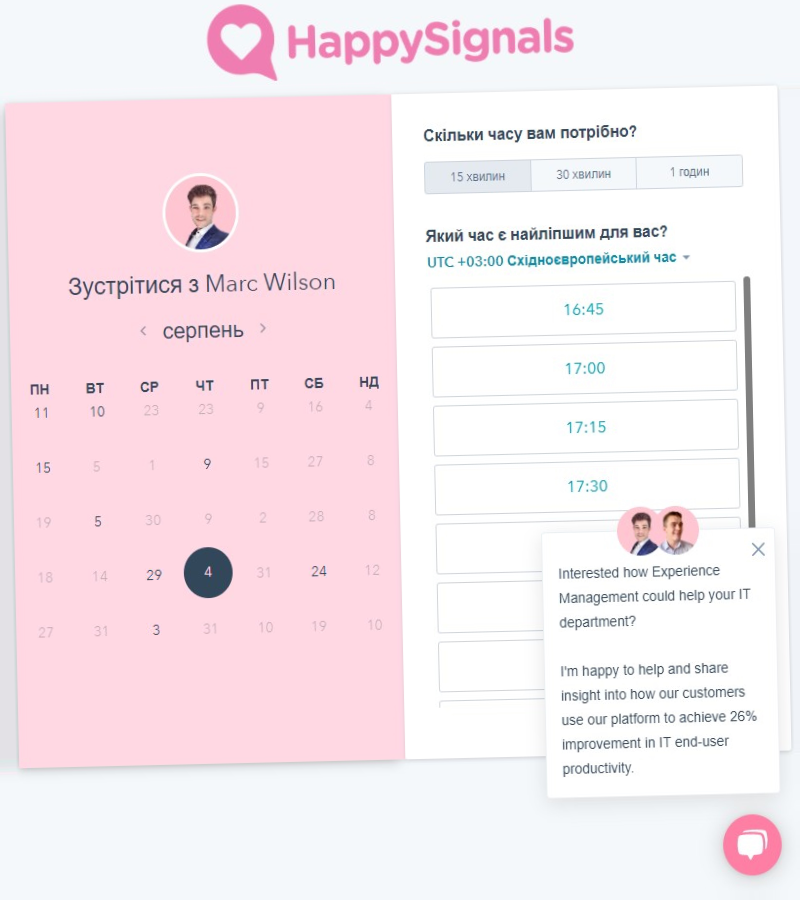 HappySignals
Зустрітися з Marc Wilson
серпень
ПН ВТ СР ЧТ ПТ СБ НД
11 10 23 23 9 16 4
15 5 1 9 15 27 8
19 5 30 9 2 28 8
18 14 29 4 31 24 12
27 31 3 31 10 19 10
Скільки часу вам потрібно?
15 хвилин 30 хвилин 1 годин
Який час є найліпшим для вас?
UTC +03:00 Східноєвропейський час
16:45
17:00
17:15
17:30
Interested how Experience
Management could help your IT
department?
I'm happy to help and share
insight into how our customers
use our platform to achieve 26%
improvement in IT end-user
productivity.